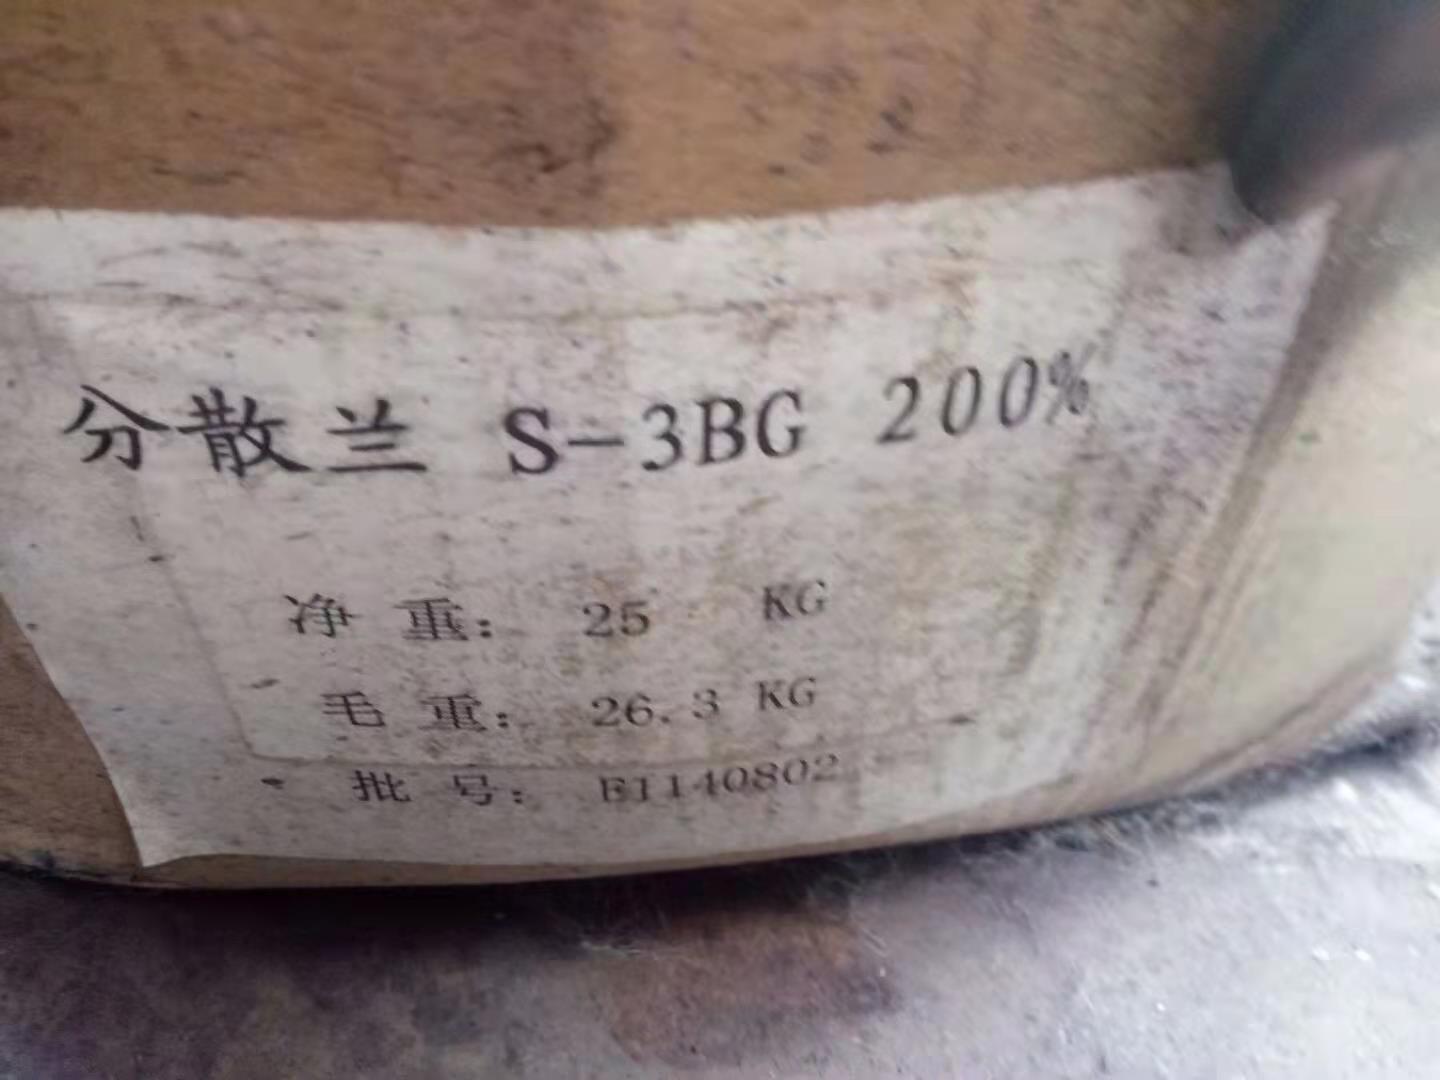 分散兰 S-3BG 200%
净 重： 25 KG
毛 重： 26.3 KG
批 号： E1140802